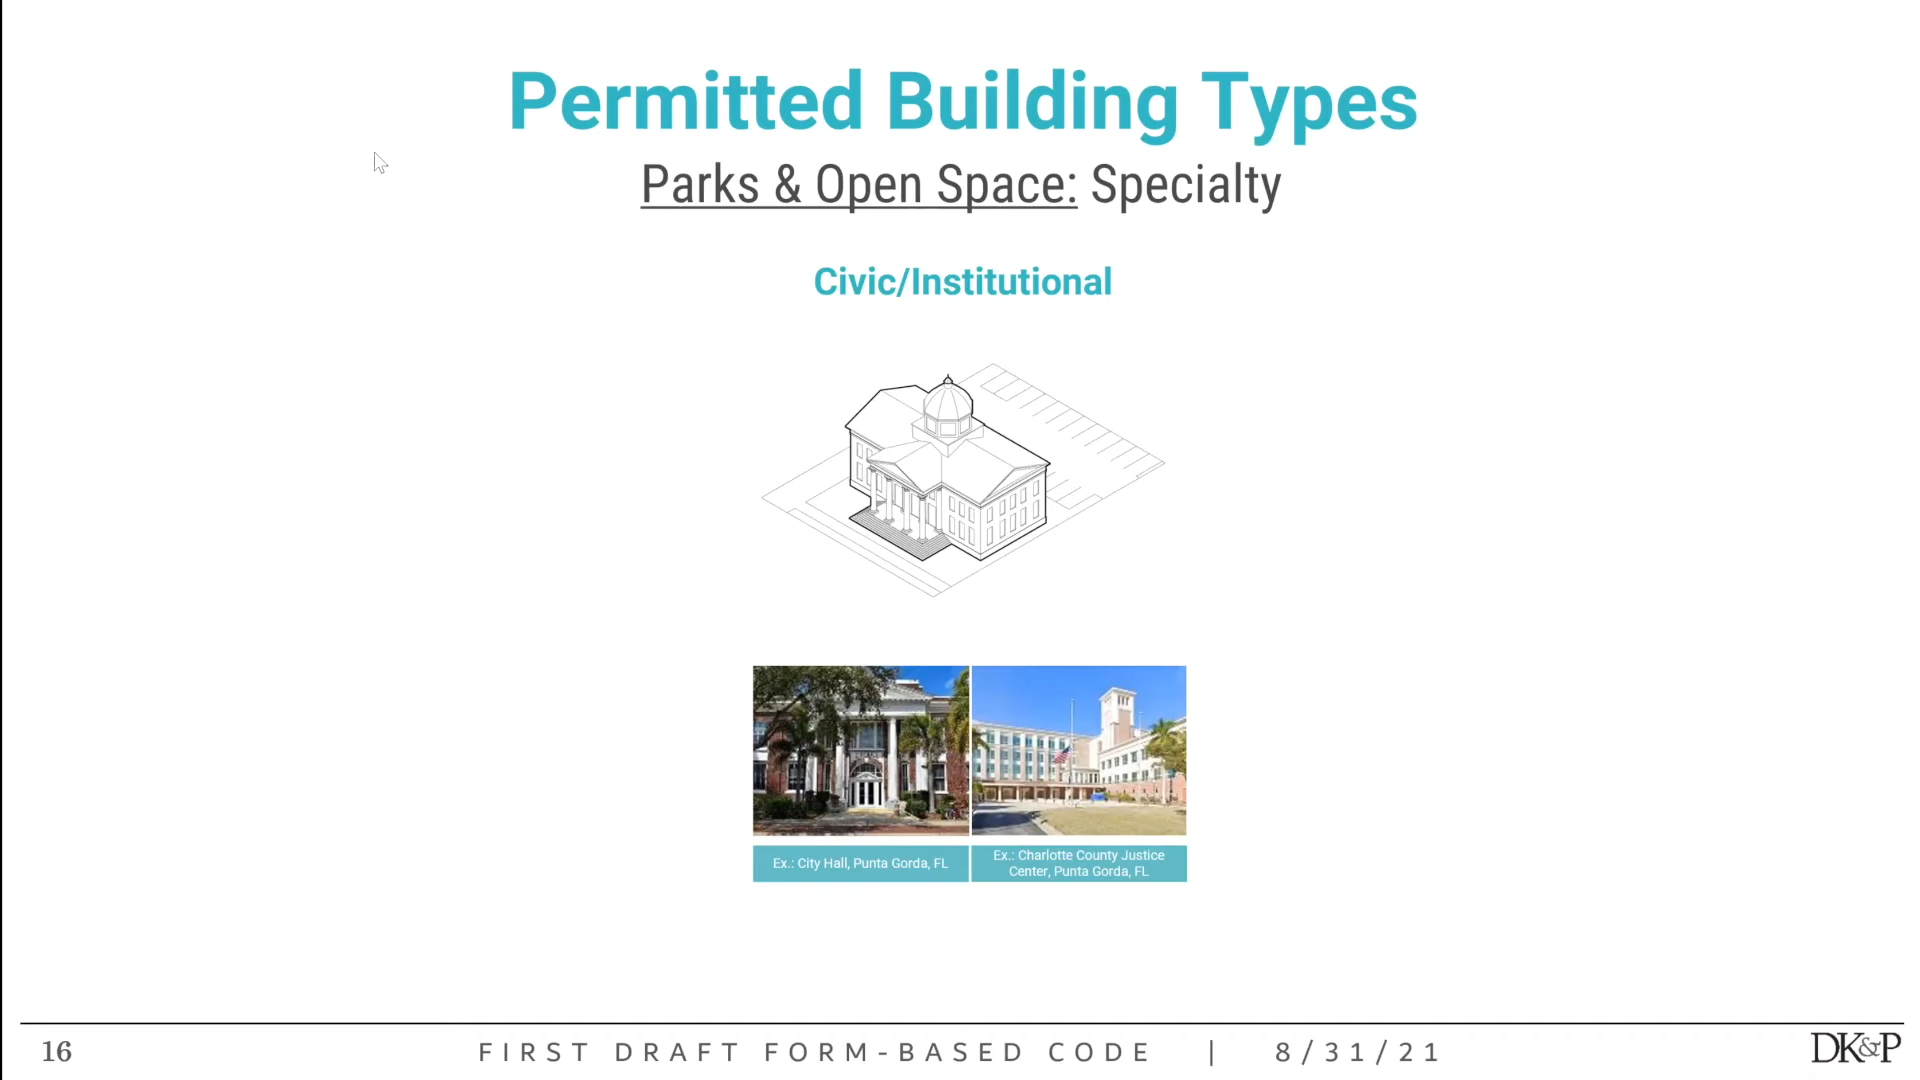 Permitted Building Types
Parks & Open Space: Specialty
Civic/Institutional
Ex.: City Hall, Punta Gorda, FL
Ex.: Charlotte County Justice
Center, Punta Gorda, FL
16
FIRST DRAFT FORM-BASED CODE | 8/31/21
DK&P